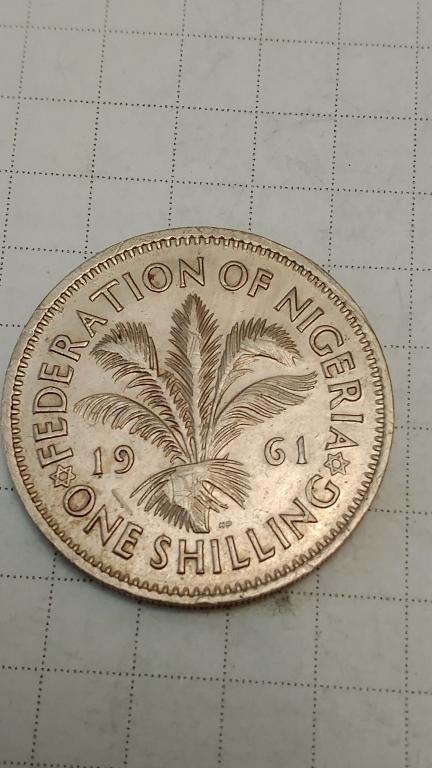 FEDERATION OF NIGERIA
19 61
ONE SHILLING